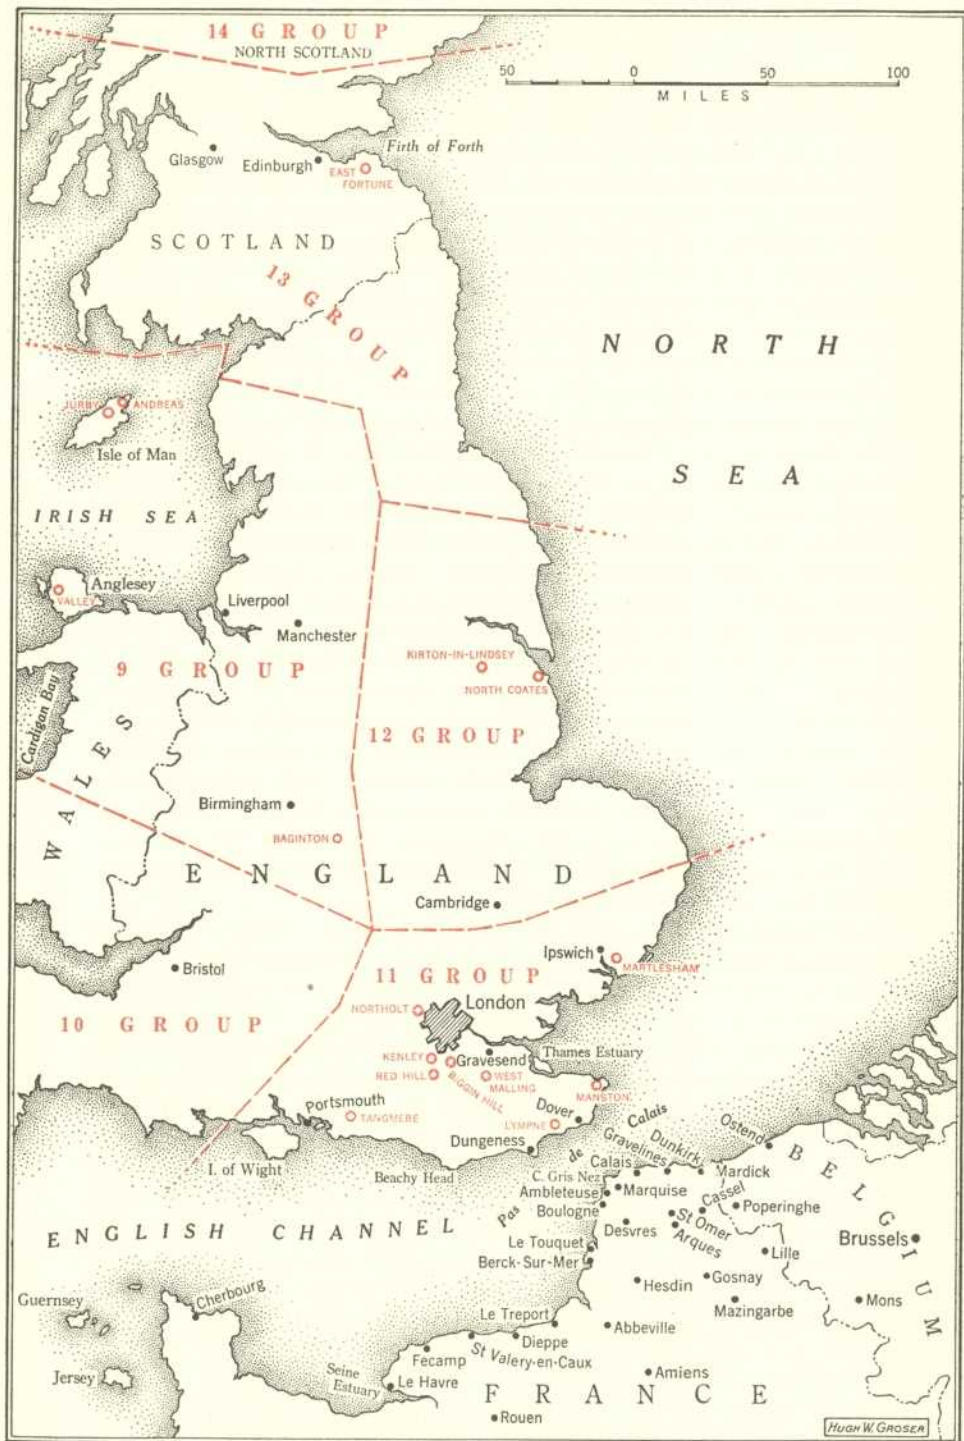 14 GROUP
NORTH SCOTLAND
50 0 50 100
MILES
Glasgow
Edinburgh
Firth of Forth
EAST
FORTUNE
SCOTLAND
13 GROUP
NORTH
SEA
JURBY
ANDREAS
Isle of Man
IRISH SEA
Anglesey
VALLEY
Liverpool
Manchester
9 GROUP
KIRTON-IN-LINDSEY
NORTH COATES
Cardigan Bay
WALES
12 GROUP
Birmingham
BAGINTON
ENGLAND
Cambridge
Ipswich
MARTLESHAM
Bristol
11 GROUP
NORTHOLT
London
10 GROUP
KENLEY
Gravesend
Thames Estuary
RED HILL
BIGGIN HILL
WEST
MALLING
MANSTON
Portsmouth
TANGMERE
LYMPNE
Dover
Dungeness
I. of Wight
Beachy Head
Pas de Calais
C. Gris Nez
Calais
Gravelines
Dunkirk
Mardick
Ostend
BELGIUM
Ambleteuse
Marquise
Cassel
Poperinghe
Boulogne
Desvres
St Omer
Arques
Brussels
ENGLISH CHANNEL
Le Touquet
Lille
Berck-Sur-Mer
Hesdin
Gosnay
Mazingarbe
Mons
Guernsey
Cherbourg
Le Treport
Abbeville
Dieppe
St Valery-en-Caux
Fecamp
Jersey
Seine
Estuary
Le Havre
Amiens
FRANCE
Rouen
HUGH W. GROSER